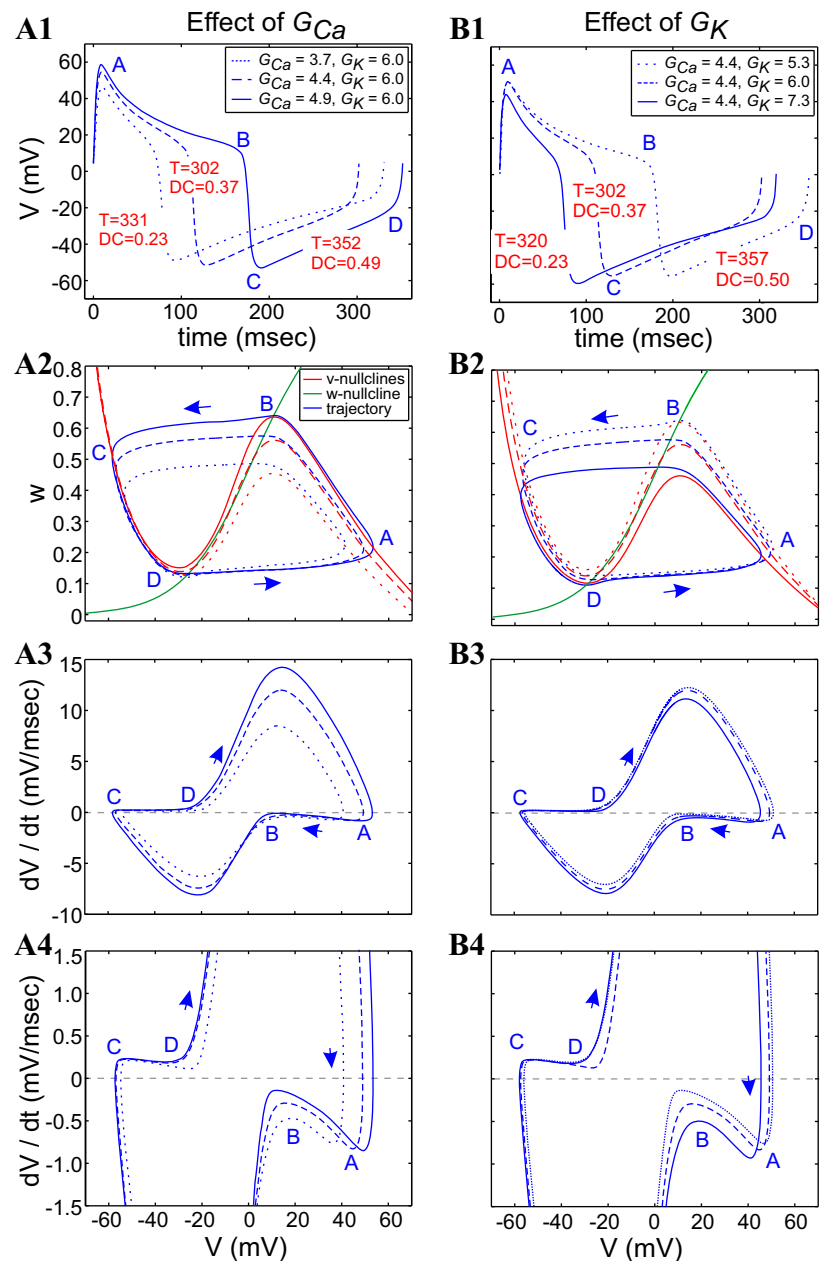 A1
Effect of G_Ca
G_Ca = 3.7, G_K = 6.0
G_Ca = 4.4, G_K = 6.0
G_Ca = 4.9, G_K = 6.0
60
40
20
0
-20
-40
-60
V (mV)
A
B
C
D
T=302
DC=0.37
T=331
DC=0.23
T=352
DC=0.49
0
100
200
300
time (msec)
B1
Effect of G_K
G_Ca = 4.4, G_K = 5.3
G_Ca = 4.4, G_K = 6.0
G_Ca = 4.4, G_K = 7.3
A
B
C
D
T=302
DC=0.37
T=320
DC=0.23
T=357
DC=0.50
0
100
200
300
time (msec)
A2
v-nullclines
w-nullcline
trajectory
0.8
0.7
0.6
0.5
0.4
0.3
0.2
0.1
0
w
B
C
A
D
B2
B
C
A
D
A3
15
10
5
0
-5
-10
dV / dt (mV/msec)
C
D
B
A
B3
C
D
B
A
A4
1.5
1.0
0.5
0
-0.5
-1.0
-1.5
dV / dt (mV/msec)
C
D
B
A
-60
-40
-20
0
20
40
60
V (mV)
B4
C
D
B
A
-60
-40
-20
0
20
40
60
V (mV)